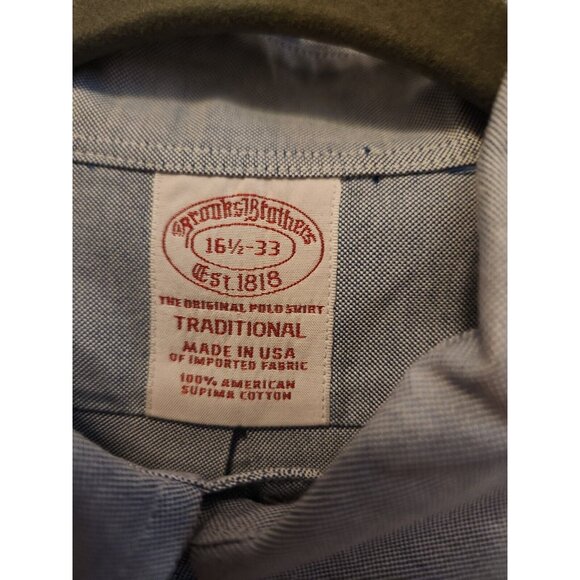 Brooks Brothers
16½-33
Est. 1818
THE ORIGINAL POLO SHIRT
TRADITIONAL
MADE IN USA
OF IMPORTED FABRIC
100% AMERICAN
SUPIMA COTTON